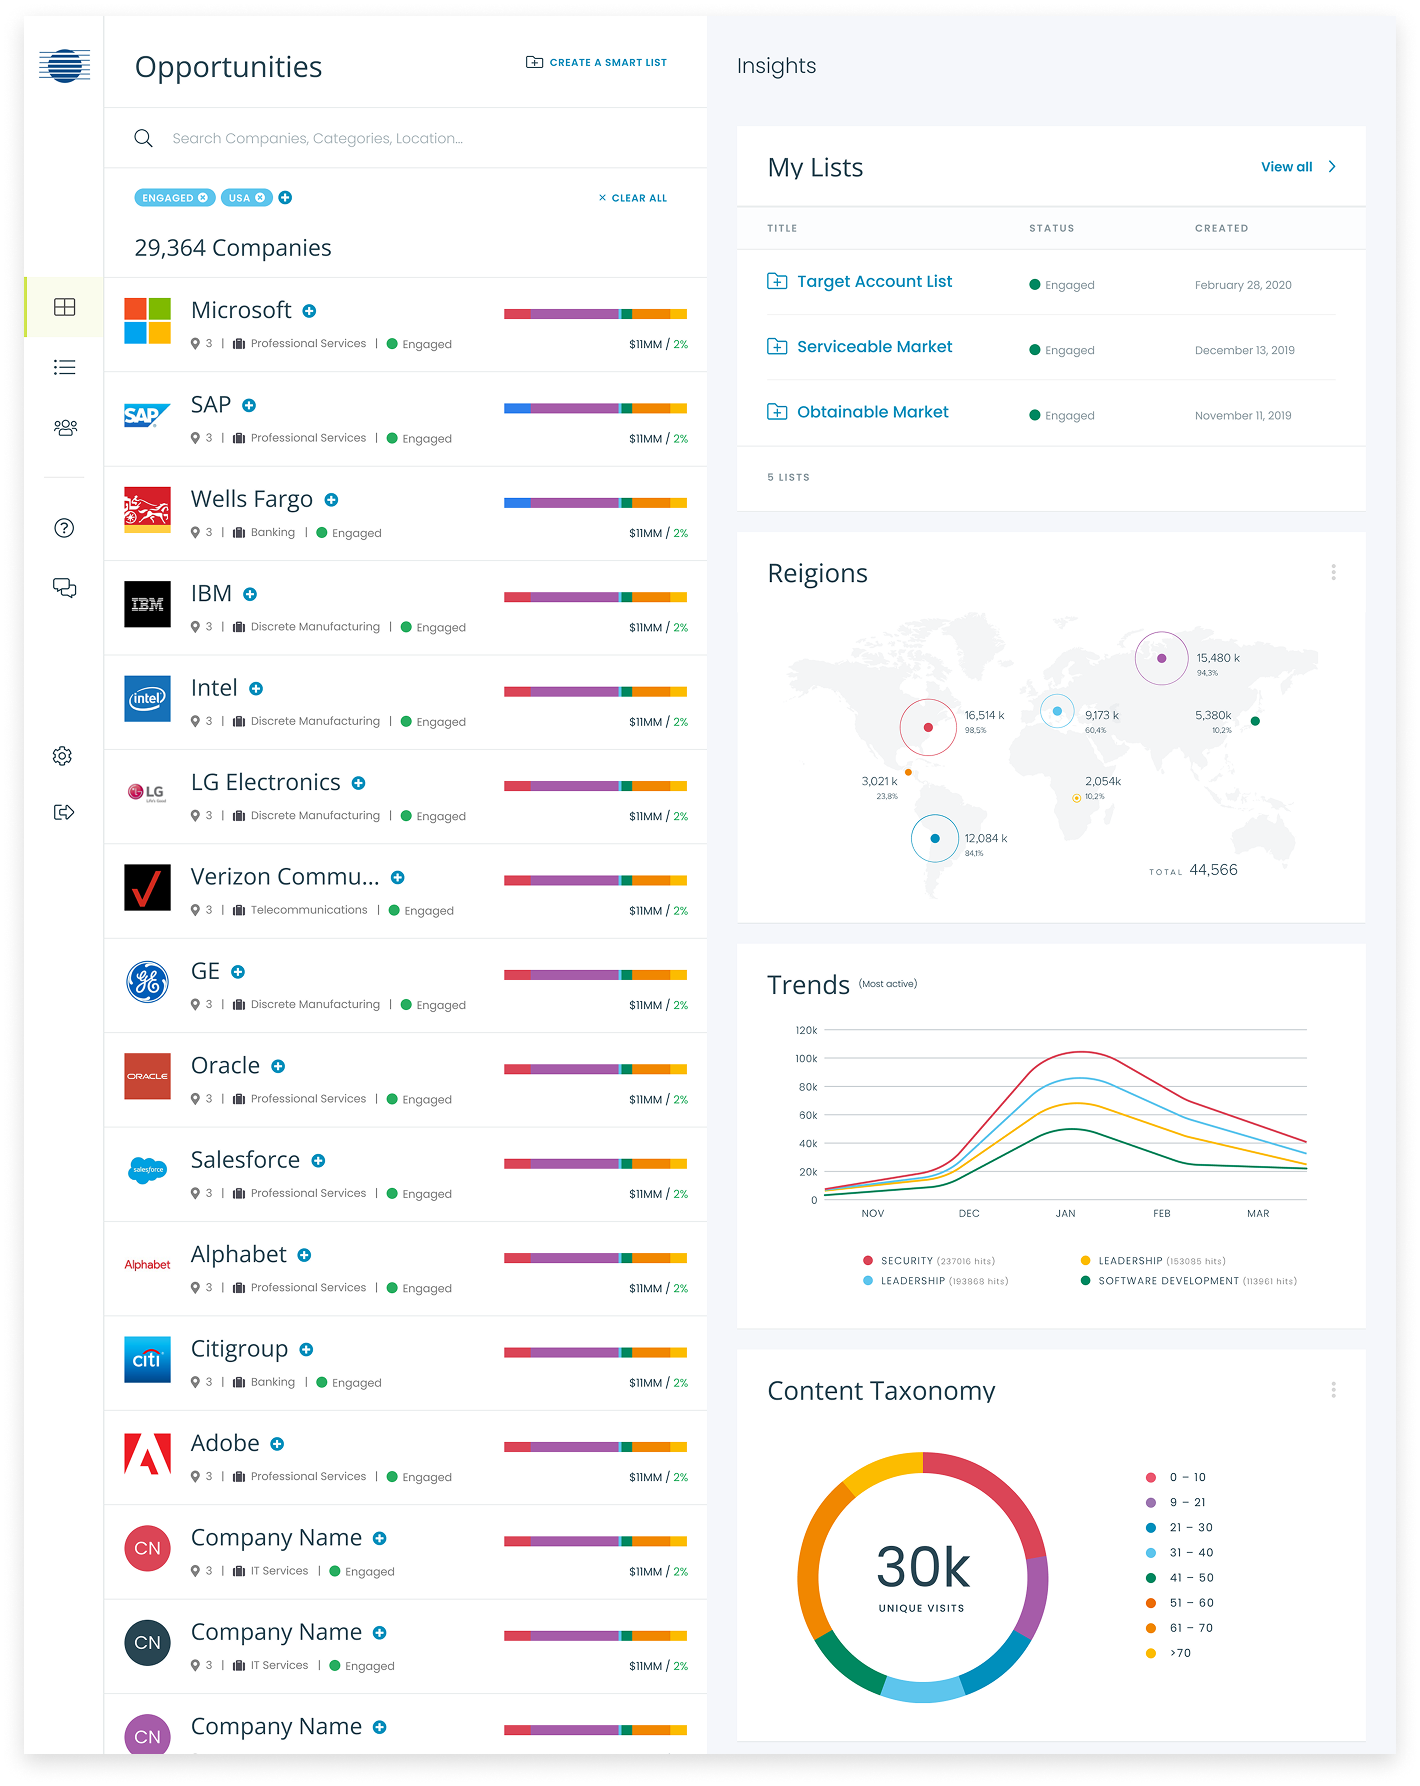 Opportunities
CREATE A SMART LIST
Search Companies, Categories, Location...
ENGAGED
USA
× CLEAR ALL
29,364 Companies
Microsoft
3 | Professional Services | Engaged
$11MM / 2%
SAP
SAP
3 | Professional Services | Engaged
$11MM / 2%
Wells Fargo
3 | Banking | Engaged
$11MM / 2%
IBM
IBM
3 | Discrete Manufacturing | Engaged
$11MM / 2%
intel
Intel
3 | Discrete Manufacturing | Engaged
$11MM / 2%
LG
Life's Good
LG Electronics
3 | Discrete Manufacturing | Engaged
$11MM / 2%
Verizon Commu...
3 | Telecommunications | Engaged
$11MM / 2%
GE
GE
3 | Discrete Manufacturing | Engaged
$11MM / 2%
ORACLE
Oracle
3 | Professional Services | Engaged
$11MM / 2%
salesforce
Salesforce
3 | Professional Services | Engaged
$11MM / 2%
Alphabet
Alphabet
3 | Professional Services | Engaged
$11MM / 2%
citi
Citigroup
3 | Banking | Engaged
$11MM / 2%
Adobe
3 | Professional Services | Engaged
$11MM / 2%
CN
Company Name
3 | IT Services | Engaged
$11MM / 2%
CN
Company Name
3 | IT Services | Engaged
$11MM / 2%
CN
Company Name
Insights
My Lists
View all
TITLE STATUS CREATED
Target Account List Engaged February 28, 2020
Serviceable Market Engaged December 13, 2019
Obtainable Market Engaged November 11, 2019
5 LISTS
Reigions
15,480 k
94,3%
16,514 k
98,5%
9,173 k
60,4%
5,380k
10,2%
3,021 k
23,8%
2,054k
10,2%
12,084 k
84,1%
TOTAL 44,566
Trends (Most active)
120k
100k
80k
60k
40k
20k
0
NOV DEC JAN FEB MAR
SECURITY (237016 hits)
LEADERSHIP (153085 hits)
LEADERSHIP (193868 hits)
SOFTWARE DEVELOPMENT (113961 hits)
Content Taxonomy
30k
UNIQUE VISITS
0 – 10
9 – 21
21 – 30
31 – 40
41 – 50
51 – 60
61 – 70
>70